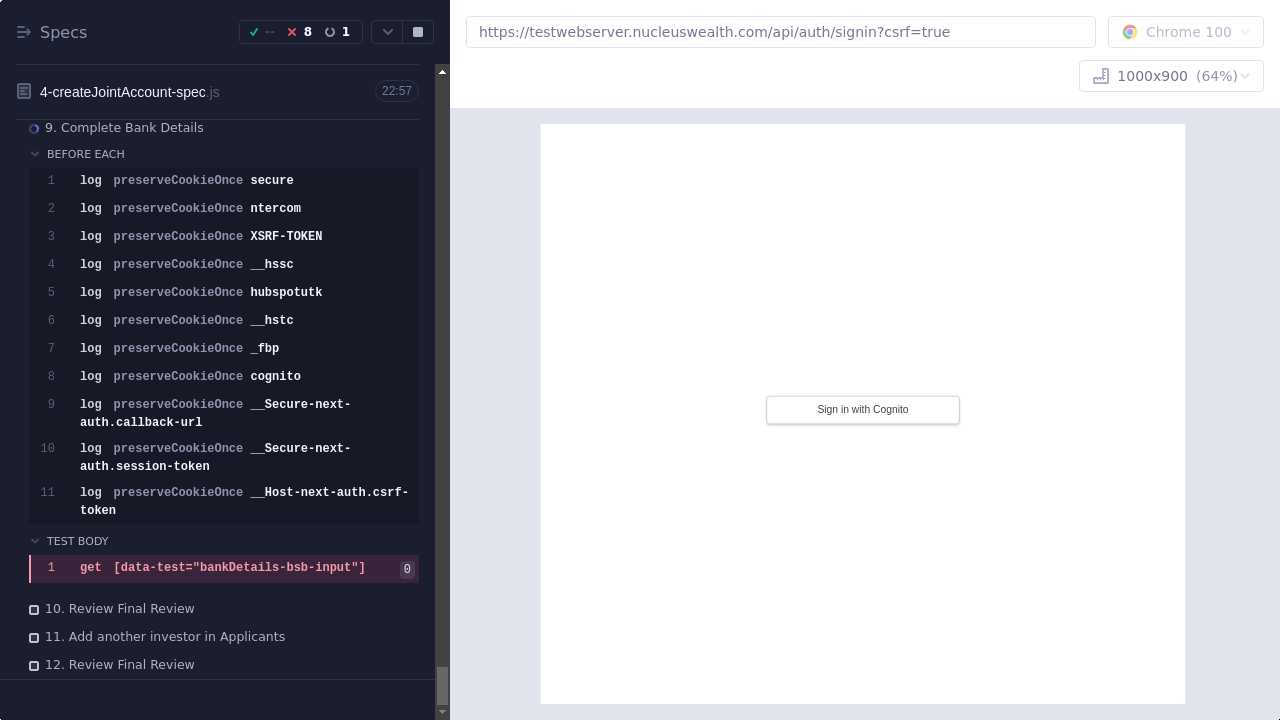 Specs
-- 8 1
4-createJointAccount-spec.js 22:57
9. Complete Bank Details
BEFORE EACH
1 log preserveCookieOnce secure
2 log preserveCookieOnce ntercom
3 log preserveCookieOnce XSRF-TOKEN
4 log preserveCookieOnce __hssc
5 log preserveCookieOnce hubspotutk
6 log preserveCookieOnce __hstc
7 log preserveCookieOnce _fbp
8 log preserveCookieOnce cognito
9 log preserveCookieOnce __Secure-next-
auth.callback-url
10 log preserveCookieOnce __Secure-next-
auth.session-token
11 log preserveCookieOnce __Host-next-auth.csrf-
token
TEST BODY
1 get [data-test="bankDetails-bsb-input"] 0
10. Review Final Review
11. Add another investor in Applicants
12. Review Final Review
https://testwebserver.nucleuswealth.com/api/auth/signin?csrf=true
Chrome 100
1000x900 (64%)
Sign in with Cognito